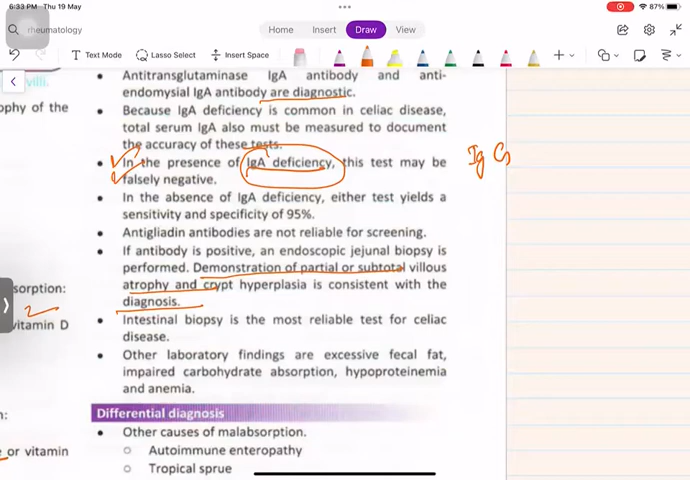 6:33 PM Thu 19 May
87%
rheumatology
Home Insert Draw View
Text Mode Lasso Select Insert Space
villi.
ophy of the
sorption:
2
vitamin D
n:
or vitamin
Antitransglutaminase IgA antibody and anti-
endomysial IgA antibody are diagnostic.
Because IgA deficiency is common in celiac disease,
total serum IgA also must be measured to document
the accuracy of these tests.
In the presence of IgA deficiency, this test may be
falsely negative.
Ig G
In the absence of IgA deficiency, either test yields a
sensitivity and specificity of 95%.
Antigliadin antibodies are not reliable for screening.
If antibody is positive, an endoscopic jejunal biopsy is
performed. Demonstration of partial or subtotal villous
atrophy and crypt hyperplasia is consistent with the
diagnosis.
Intestinal biopsy is the most reliable test for celiac
disease.
Other laboratory findings are excessive fecal fat,
impaired carbohydrate absorption, hypoproteinemia
and anemia.
Differential diagnosis
Other causes of malabsorption.
Autoimmune enteropathy
Tropical sprue